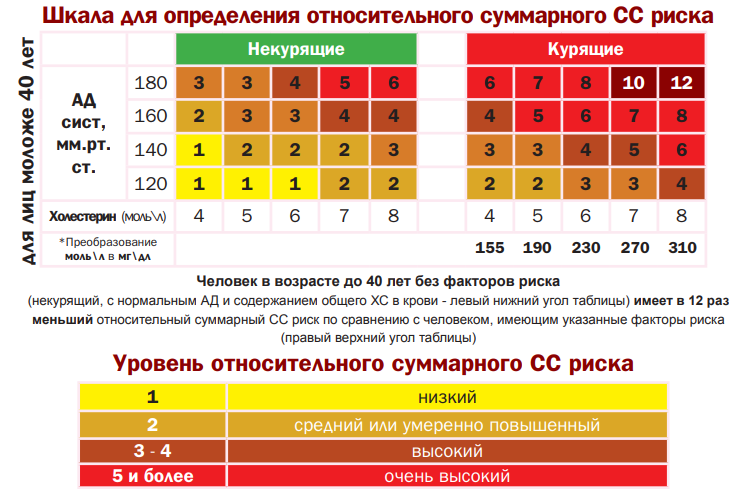 Шкала для определения относительного суммарного СС риска
для лиц моложе 40 лет
Некурящие Курящие
АД сист, мм.рт. ст.
180 3 3 4 5 6 6 7 8 10 12
160 2 3 3 4 4 4 5 6 7 8
140 1 2 2 2 3 3 3 4 5 6
120 1 1 1 2 2 2 2 3 3 4
Холестерин (моль\л) 4 5 6 7 8 4 5 6 7 8
*Преобразование
моль\л в мг\дл 155 190 230 270 310
Человек в возрасте до 40 лет без факторов риска
(некурящий, с нормальным АД и содержанием общего ХС в крови - левый нижний угол таблицы) имеет в 12 раз
меньший относительный суммарный СС риск по сравнению с человеком, имеющим указанные факторы риска
(правый верхний угол таблицы)
Уровень относительного суммарного СС риска
1 низкий
2 средний или умеренно повышенный
3 - 4 высокий
5 и более очень высокий